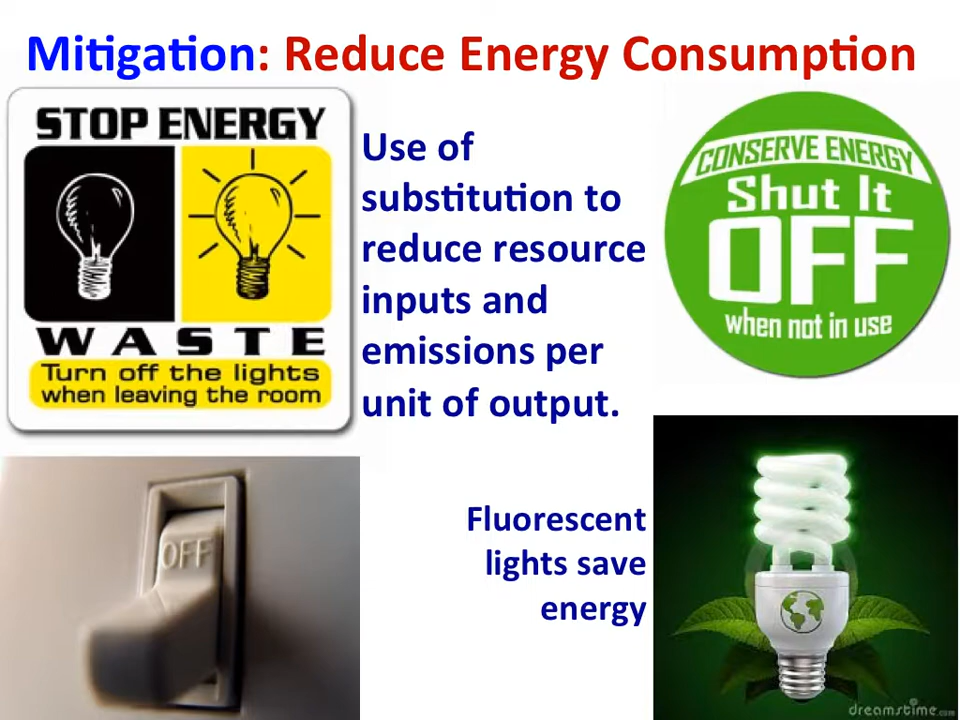 Mitigation: Reduce Energy Consumption
STOP ENERGY
WASTE
Turn off the lights
when leaving the room
Use of
substitution to
reduce resource
inputs and
emissions per
unit of output.
CONSERVE ENERGY
Shut It
OFF
when not in use
OFF
Fluorescent
lights save
energy
dreamstime.com